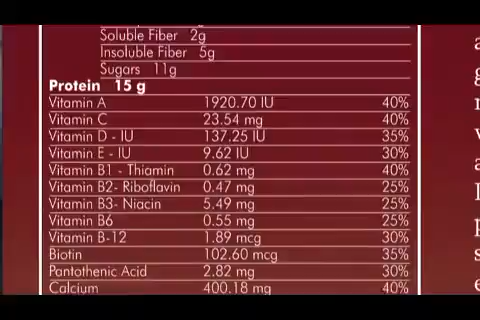 Soluble Fiber 2g
Insoluble Fiber 5g
Sugars 11g
Protein 15 g
Vitamin A 1920.70 IU 40%
Vitamin C 23.54 mg 40%
Vitamin D - IU 137.25 IU 35%
Vitamin E - IU 9.62 IU 30%
Vitamin B1 - Thiamin 0.62 mg 40%
Vitamin B2- Riboflavin 0.47 mg 25%
Vitamin B3- Niacin 5.49 mg 25%
Vitamin B6 0.55 mg 25%
Vitamin B-12 1.89 mcg 30%
Biotin 102.60 mcg 35%
Pantothenic Acid 2.82 mg 30%
Calcium 400.18 mg 40%